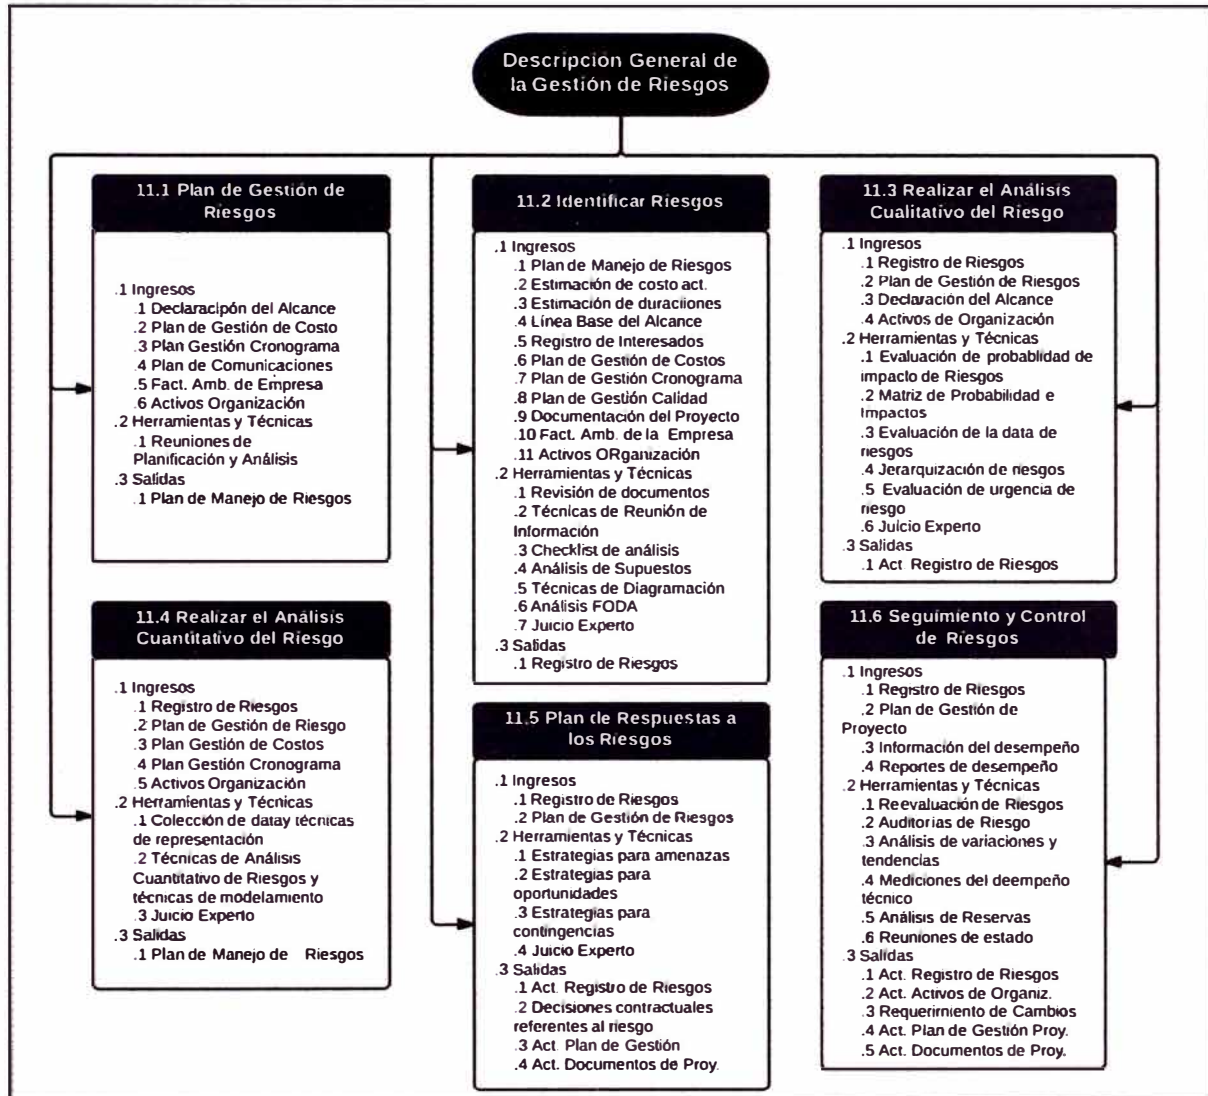 Descripción General de
la Gestión de Riesgos
11.1 Plan de Gestión de
Riesgos
.1 Ingresos
.1 Declaracipón del Alcance
.2 Plan de Gestión de Costo
.3 Plan Gestión Cronograma
.4 Plan de Comunicaciones
.5 Fact. Amb. de Empresa
.6 Activos Organización
.2 Herramientas y Técnicas
.1 Reuniones de
Planificación y Análisis
.3 Salidas
.1 Plan de Manejo de Riesgos
11.2 Identificar Riesgos
.1 Ingresos
.1 Plan de Manejo de Riesgos
.2 Estimación de costo act.
.3 Estimación de duraciiones
.4 Línea Base del Alcance
.5 Registro de Interesados
.6 Plan de Gestión de Costos
.7 Plan de Gestión Cronograma
.8 Plan de Gestión Calidad
.9 Documentación del Proyecto
.10 Fact. Amb. de la Empresa
.11 Activos ORganización
.2 Herramientas y Técnicas
.1 Revisión de documentos
.2 Técnicas de Reunión de
Información
.3 Checklist de análisis
.4 Análisis de Supuestos
.5 Técnicas de Diagramación
.6 Análisis FODA
.7 Juicio Experto
.3 Salidas
.1 Registro de Riesgos
11.3 Realizar el Análisis
Cualitativo del Riesgo
.1 Ingresos
.1 Registro de Riesgos
.2 Plan de Gestión de Riesgos
.3 Declaración del Alcance
.4 Activos de Organización
.2 Herramientas y Técnicas
.1 Evaluación de probablidad de
impacto de Riesgos
.2 Matriz de Probabilidad e
Impactos
.3 Evaluación de la data de
riesgos
.4 Jerarquización de riesgos
.5 Evaluación de urgencia de
riesgo
.6 Juicio Experto
.3 Salidas
.1 Act. Registro de Riesgos
11.4 Realizar el Análisis
Cuantitativo del Riesgo
.1 Ingresos
.1 Registro de Riesgos
.2 Plan de Gestión de Riesgo
.3 Plan Gestión de Costos
.4 Plan Gestión Cronograma
.5 Activos Organización
.2 Herramientas y Técnicas
.1 Colección de datay técnicas
de representación
.2 Técnicas de Análisis
Cuantitativo de Riesgos y
técnicas de modelamiento
.3 Juicio Experto
.3 Salidas
.1 Plan de Manejo de Riesgos
11.5 Plan de Respuestas a
los Riesgos
.1 Ingresos
.1 Registro de Riesgos
.2 Plan de Gestión de Riesgos
.2 Herramientas y Técnicas
.1 Estrategias para amenazas
.2 Estrategias para
oportunidades
.3 Estrategias para
contingencias
.4 Juicio Experto
.3 Salidas
.1 Act. Registro de Riesgos
.2 Decisiones contractuales
referentes al riesgo
.3 Act. Plan de Gestión
.4 Act. Documentos de Proy.
11.6 Seguimiento y Control
de Riesgos
.1 Ingresos
.1 Registro de Riesgos
.2 Plan de Gestión de
Proyecto
.3 Información del desempeño
.4 Reportes de desempeño
.2 Herramientas y Técnicas
.1 Reevaluación de Riesgos
.2 Auditorías de Riesgo
.3 Análisis de variaciones y
tendencias
.4 Mediciones del deempeño
técnico
.5 Análisis de Reservas
.6 Reuniones de estado
.3 Salidas
.1 Act. Registro de Riesgos
.2 Act. Activos de Organiz.
.3 Requerimiento de Cambios
.4 Act. Plan de Gestión Proy.
.5 Act. Documentos de Proy.